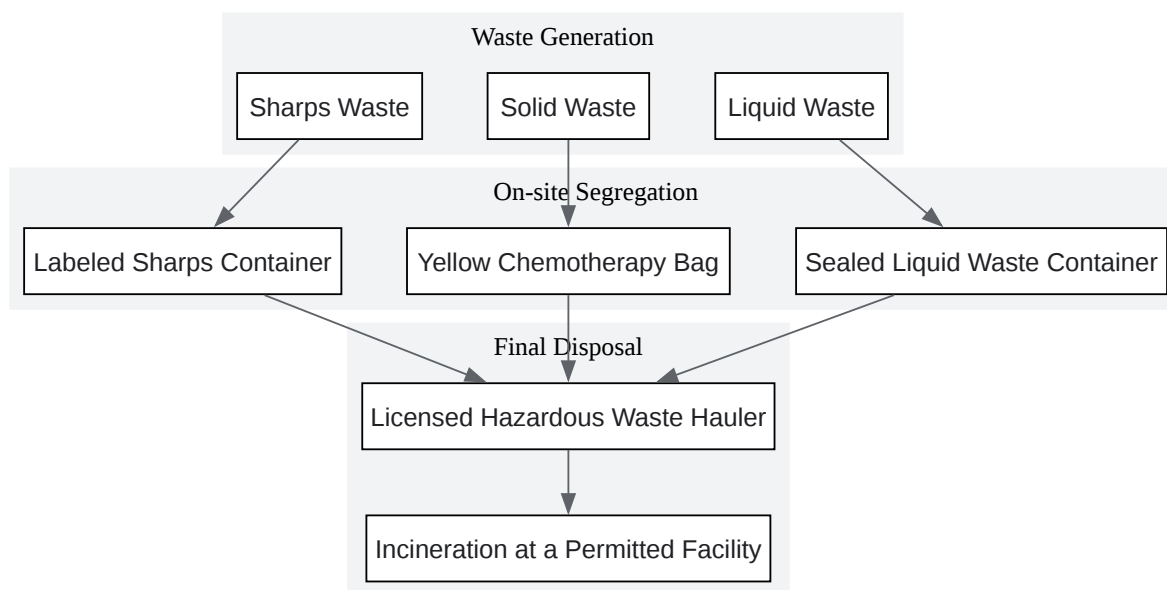 Waste Generation
Sharps Waste
Solid Waste
Liquid Waste
On-site Segregation
Labeled Sharps Container
Yellow Chemotherapy Bag
Sealed Liquid Waste Container
Final Disposal
Licensed Hazardous Waste Hauler
Incineration at a Permitted Facility